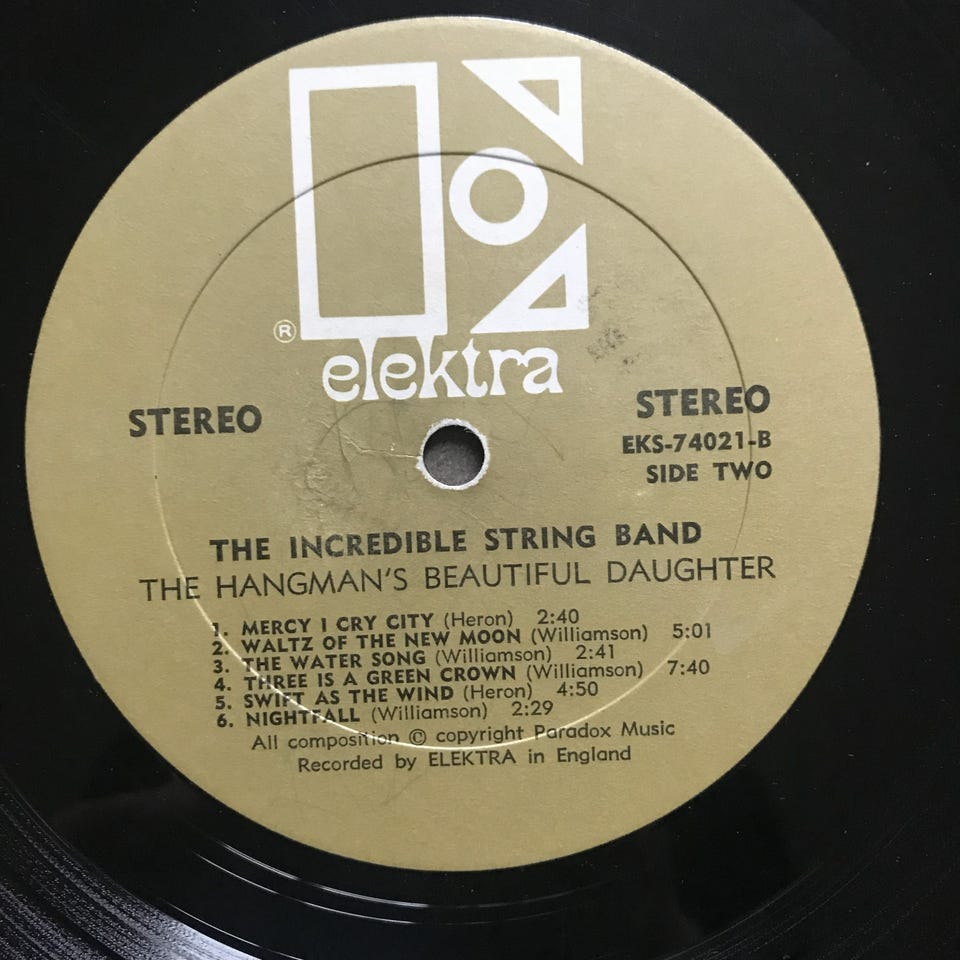 ®
elektra
STEREO
STEREO
EKS-74021-B
SIDE TWO
THE INCREDIBLE STRING BAND
THE HANGMAN'S BEAUTIFUL DAUGHTER
1. MERCY I CRY CITY (Heron) 2:40
2. WALTZ OF THE NEW MOON (Williamson) 5:01
3. THE WATER SONG (Williamson) 2:41
4. THREE IS A GREEN CROWN (Williamson) 7:40
5. SWIFT AS THE WIND (Heron) 4:50
6. NIGHTFALL (Williamson) 2:29
All composition © copyright Paradox Music
Recorded by ELEKTRA in England